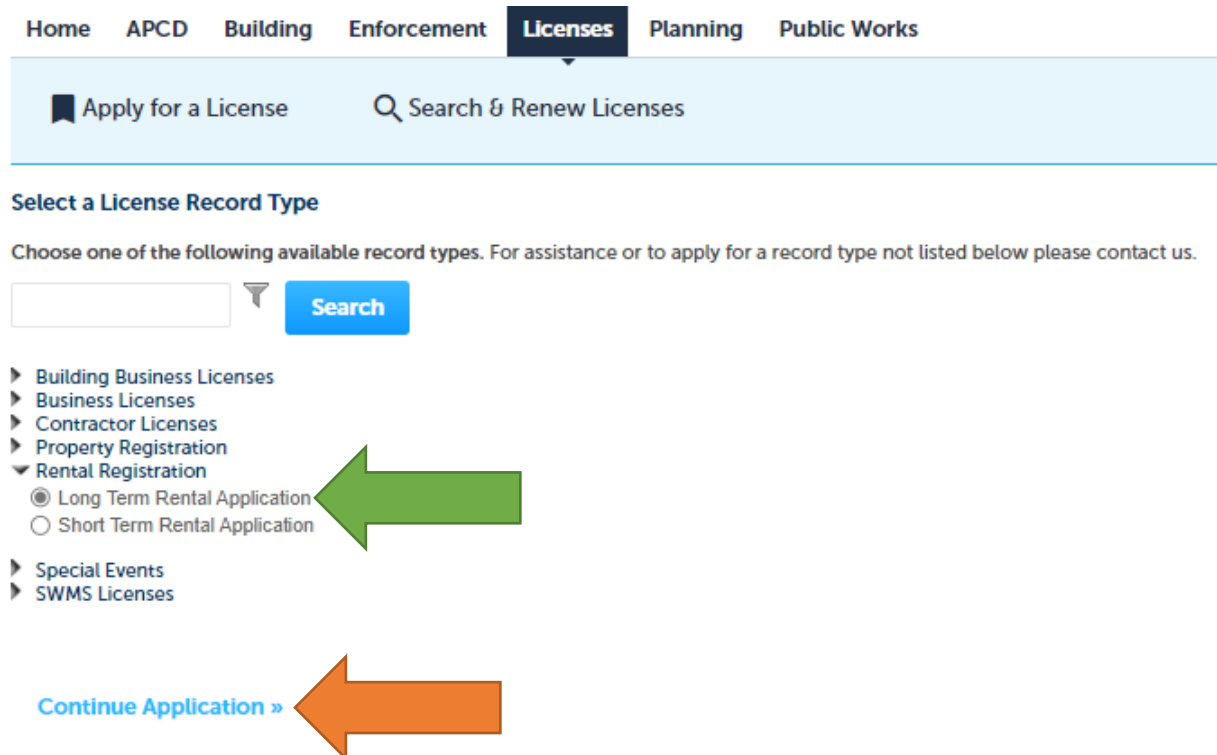 Home APCD Building Enforcement Licenses Planning Public Works
Apply for a License Search & Renew Licenses
Select a License Record Type
Choose one of the following available record types. For assistance or to apply for a record type not listed below please contact us.
Search
Building Business Licenses
Business Licenses
Contractor Licenses
Property Registration
Rental Registration
Long Term Rental Application
Short Term Rental Application
Special Events
SWMS Licenses
Continue Application »